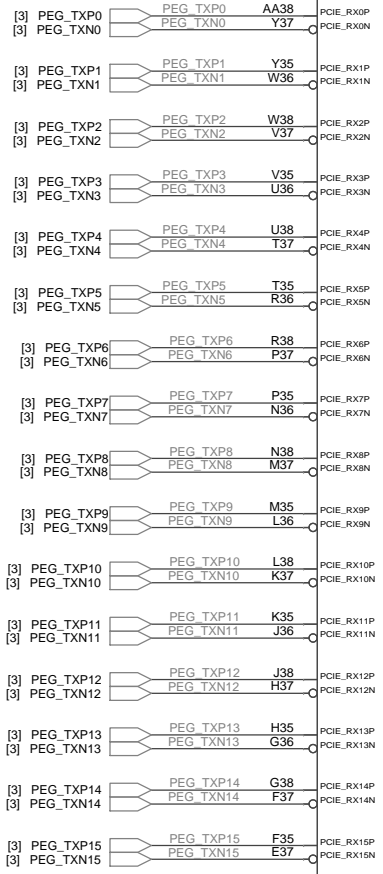 [3] PEG_TXP0 PEG_TXP0 AA38 PCIE_RX0P
[3] PEG_TXN0 PEG_TXN0 Y37 PCIE_RX0N
[3] PEG_TXP1 PEG_TXP1 Y35 PCIE_RX1P
[3] PEG_TXN1 PEG_TXN1 W36 PCIE_RX1N
[3] PEG_TXP2 PEG_TXP2 W38 PCIE_RX2P
[3] PEG_TXN2 PEG_TXN2 V37 PCIE_RX2N
[3] PEG_TXP3 PEG_TXP3 V35 PCIE_RX3P
[3] PEG_TXN3 PEG_TXN3 U36 PCIE_RX3N
[3] PEG_TXP4 PEG_TXP4 U38 PCIE_RX4P
[3] PEG_TXN4 PEG_TXN4 T37 PCIE_RX4N
[3] PEG_TXP5 PEG_TXP5 T35 PCIE_RX5P
[3] PEG_TXN5 PEG_TXN5 R36 PCIE_RX5N
[3] PEG_TXP6 PEG_TXP6 R38 PCIE_RX6P
[3] PEG_TXN6 PEG_TXN6 P37 PCIE_RX6N
[3] PEG_TXP7 PEG_TXP7 P35 PCIE_RX7P
[3] PEG_TXN7 PEG_TXN7 N36 PCIE_RX7N
[3] PEG_TXP8 PEG_TXP8 N38 PCIE_RX8P
[3] PEG_TXN8 PEG_TXN8 M37 PCIE_RX8N
[3] PEG_TXP9 PEG_TXP9 M35 PCIE_RX9P
[3] PEG_TXN9 PEG_TXN9 L36 PCIE_RX9N
[3] PEG_TXP10 PEG_TXP10 L38 PCIE_RX10P
[3] PEG_TXN10 PEG_TXN10 K37 PCIE_RX10N
[3] PEG_TXP11 PEG_TXP11 K35 PCIE_RX11P
[3] PEG_TXN11 PEG_TXN11 J36 PCIE_RX11N
[3] PEG_TXP12 PEG_TXP12 J38 PCIE_RX12P
[3] PEG_TXN12 PEG_TXN12 H37 PCIE_RX12N
[3] PEG_TXP13 PEG_TXP13 H35 PCIE_RX13P
[3] PEG_TXN13 PEG_TXN13 G36 PCIE_RX13N
[3] PEG_TXP14 PEG_TXP14 G38 PCIE_RX14P
[3] PEG_TXN14 PEG_TXN14 F37 PCIE_RX14N
[3] PEG_TXP15 PEG_TXP15 F35 PCIE_RX15P
[3] PEG_TXN15 PEG_TXN15 E37 PCIE_RX15N